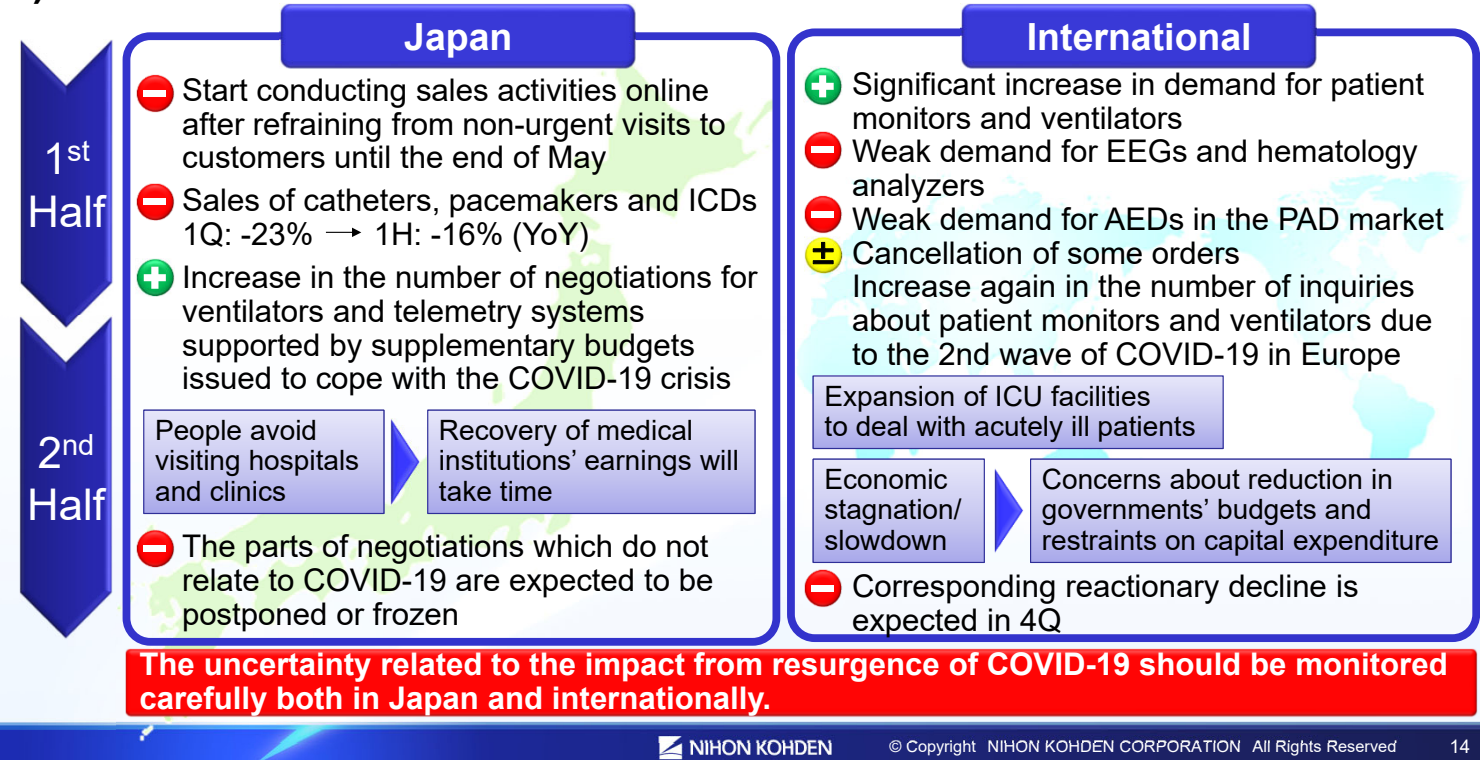 1st
Half
2nd
Half
Japan
Start conducting sales activities online
after refraining from non-urgent visits to
customers until the end of May
Sales of catheters, pacemakers and ICDs
1Q: -23% → 1H: -16% (YoY)
Increase in the number of negotiations for
ventilators and telemetry systems
supported by supplementary budgets
issued to cope with the COVID-19 crisis
People avoid
visiting hospitals
and clinics
Recovery of medical
institutions’ earnings will
take time
The parts of negotiations which do not
relate to COVID-19 are expected to be
postponed or frozen
International
Significant increase in demand for patient
monitors and ventilators
Weak demand for EEGs and hematology
analyzers
Weak demand for AEDs in the PAD market
± Cancellation of some orders
Increase again in the number of inquiries
about patient monitors and ventilators due
to the 2nd wave of COVID-19 in Europe
Expansion of ICU facilities
to deal with acutely ill patients
Economic
stagnation/
slowdown
Concerns about reduction in
governments’ budgets and
restraints on capital expenditure
Corresponding reactionary decline is
expected in 4Q
The uncertainty related to the impact from resurgence of COVID-19 should be monitored
carefully both in Japan and internationally.
NIHON KOHDEN © Copyright NIHON KOHDEN CORPORATION All Rights Reserved 14